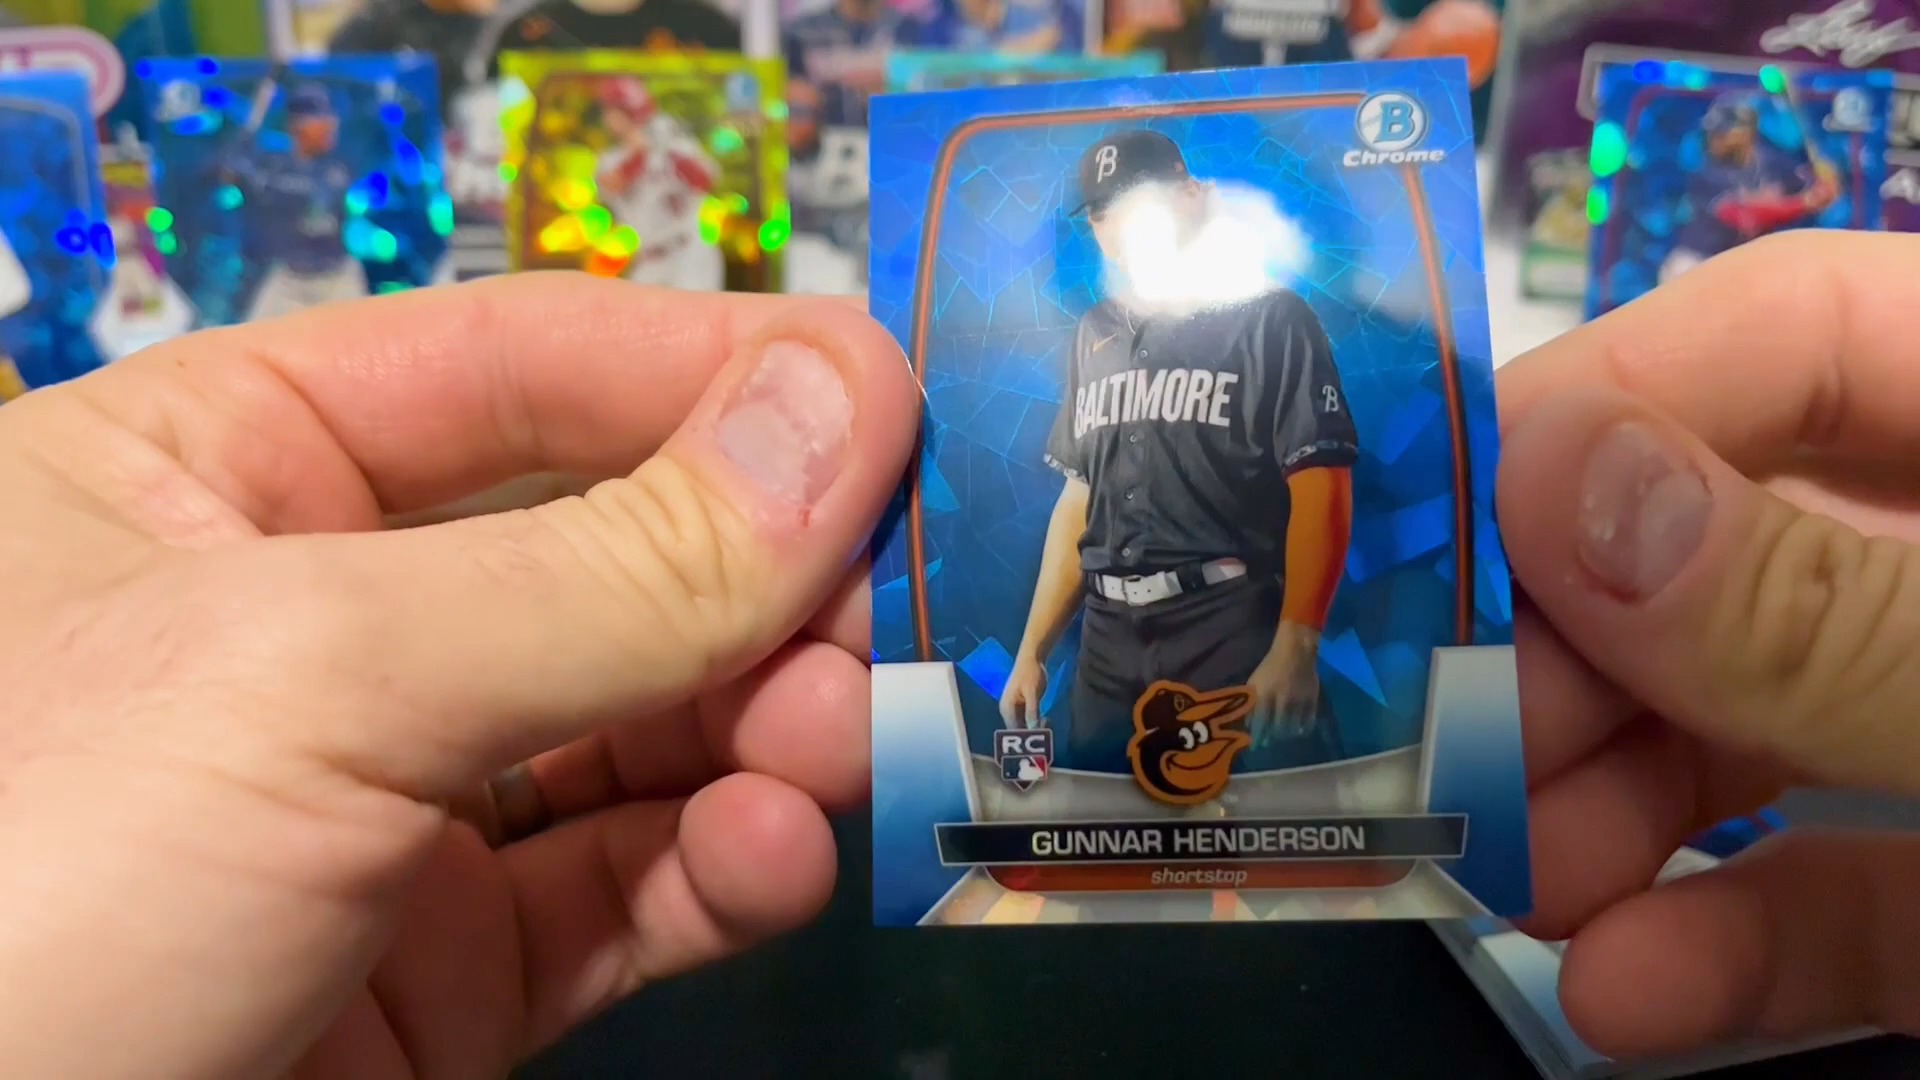 B
Chrome
B
BALTIMORE
B
RC
GUNNAR HENDERSON
shortstop